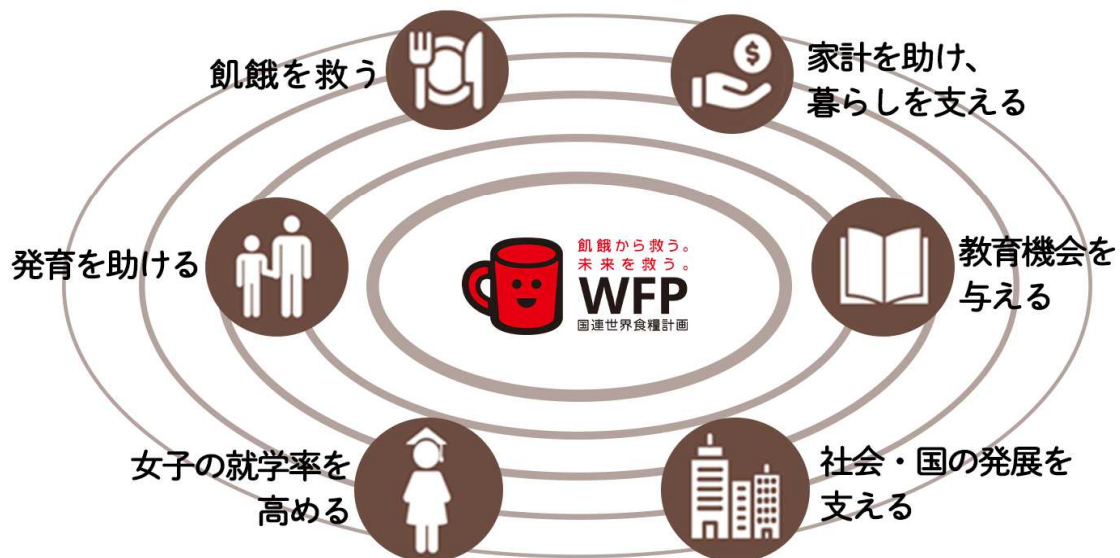 飢餓を救う
家計を助け、
暮らしを支える
発育を助ける
飢餓から救う。
未来を救う。
WFP
国連世界食糧計画
教育機会を
与える
女子の就学率を
高める
社会・国の発展を
支える
$